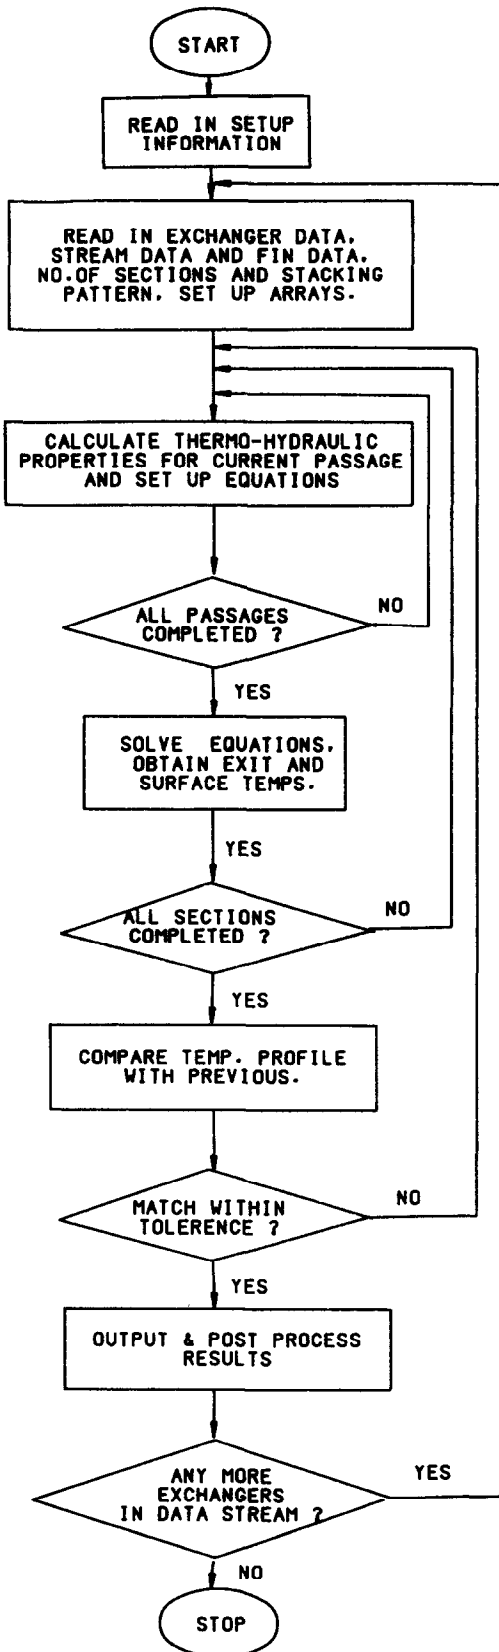 START
READ IN SETUP
INFORMATION
READ IN EXCHANGER DATA.
STREAM DATA AND FIN DATA.
NO.OF SECTIONS AND STACKING
PATTERN. SET UP ARRAYS.
CALCULATE THERMO-HYDRAULIC
PROPERTIES FOR CURRENT PASSAGE
AND SET UP EQUATIONS
ALL PASSAGES
COMPLETED ?
NO
YES
SOLVE EQUATIONS.
OBTAIN EXIT AND
SURFACE TEMPS.
YES
ALL SECTIONS
COMPLETED ?
NO
YES
COMPARE TEMP. PROFILE
WITH PREVIOUS.
MATCH WITHIN
TOLERENCE ?
NO
YES
OUTPUT & POST PROCESS
RESULTS
ANY MORE
EXCHANGERS
IN DATA STREAM ?
YES
NO
STOP